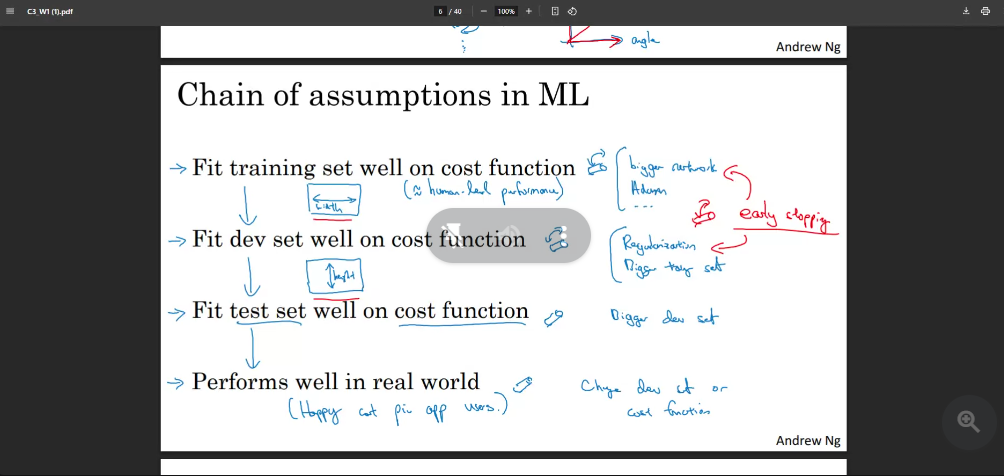 C3_W1 (1).pdf
6 / 40
100%
angle
Andrew Ng
Chain of assumptions in ML
Fit training set well on cost function
bigger network
(≈ human-level performance)
Adam
...
width
early stopping
Fit dev set well on cost function
Regularization
Bigger train set
height
Fit test set well on cost function
Bigger dev set
Performs well in real world
Change dev set or
(Happy cat pic app users.)
cost function
Andrew Ng